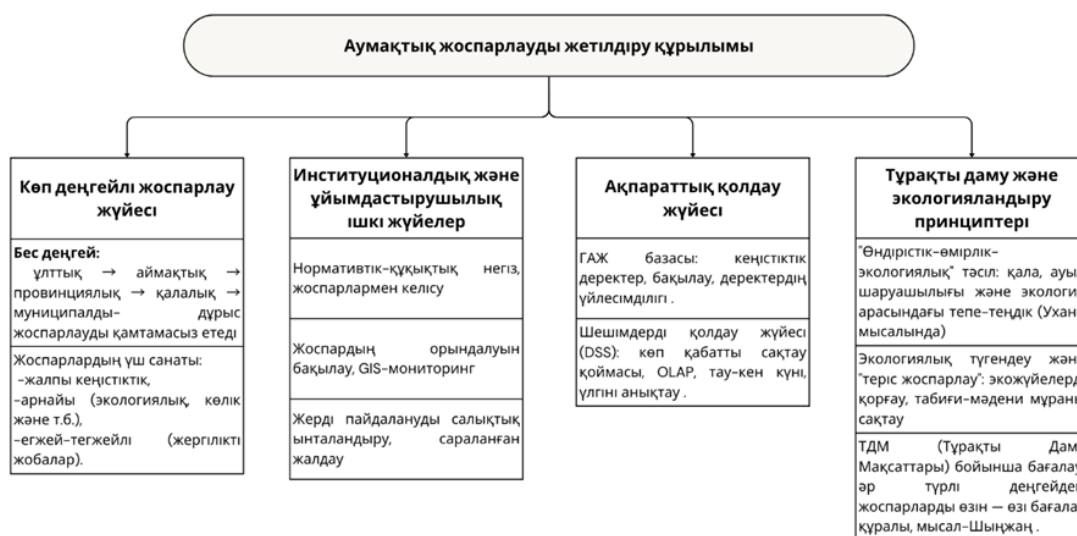 Аумақтық жоспарлауды жетілдіру құрылымы
Көп деңгейлі жоспарлау
жүйесі
Бес деңгей:
ұлттық → аймақтық →
провинциялық → қалалық →
муниципалды- дұрыс
жоспарлауды қамтамасыз етеді
Жоспарлардың үш санаты:
-жалпы кеңістіктік,
-арнайы (экологиялық, көлік
және т.б.),
-егжей-тегжейлі (жергілікті
жобалар).
Институционалдық және
ұйымдастырушылық
ішкі жүйелер
Нормативтік-құқықтық негіз,
жоспарлармен келісу
Жоспардың орындалуын
бақылау, GIS-мониторинг
Жерді пайдалануды салықтық
ынталандыру, сараланған
жалдау
Ақпараттық қолдау
жүйесі
ГАЖ базасы: кеңістіктік
деректер, бақылау, деректердің
үйлесімділігі .
Шешімдерді қолдау жүйесі
(DSS): көп қабатты сақтау
қоймасы, OLAP, тау-кен күні,
үлгіні анықтау .
Тұрақты даму және
экологияландыру
принциптері
"Өндірістік-өмірлік-
экологиялық" тәсіл: қала, ауыл
шаруашылығы және экологи
арасындағы тепе-теңдік (Ухан
мысалында)
Экологиялық түгендеу жән
"теріс жоспарлау": экожүйелерд
қорғау, табиғи-мәдени мұран
сақтау
ТДМ (Тұрақты Дам
Мақсаттары) бойынша бағалау
әр түрлі деңгейде
жоспарларды өзін — өзі бағала
құралы, мысал-Шыңжаң .